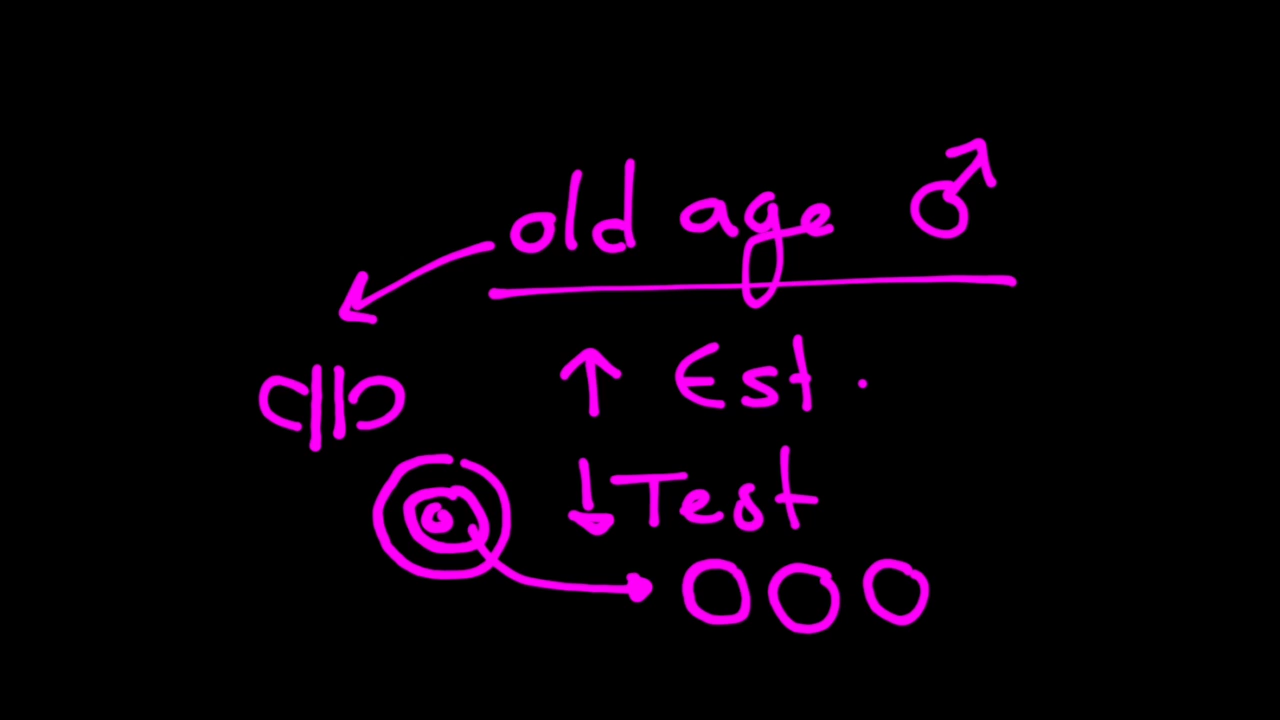 old age ♂
↑ Est.
↓ Test